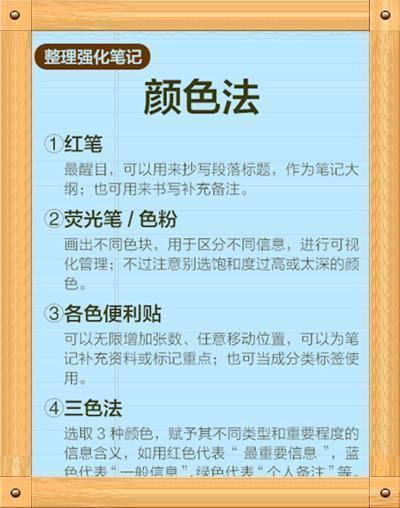 整理强化笔记
颜色法
①红笔
最醒目，可以用来抄写段落标题，作为笔记大
纲；也可用来书写补充备注。
②荧光笔 / 色粉
画出不同色块，用于区分不同信息，进行可视
化管理；不过注意别选饱和度过高或太深的颜
色。
③各色便利贴
可以无限增加张数、任意移动位置，可以为笔
记补充资料或标记重点；也可当成分类标签使
用。
④三色法
选取 3 种颜色，赋予其不同类型和重要程度的
信息含义，如用红色代表“ 最重要信息 ”，蓝
色代表“ 一般信息 ”,绿色代表“ 个人备注 ”等。